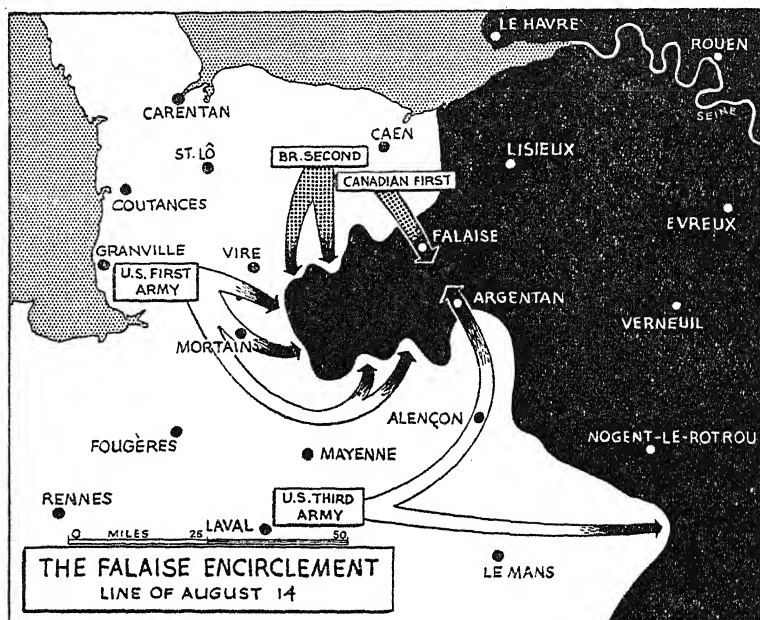 LE HAVRE
ROUEN
SEINE
CARENTAN
CAEN
ST. LÔ
BR. SECOND
LISIEUX
CANADIAN FIRST
COUTANCES
EVREUX
FALAISE
GRANVILLE
VIRE
U.S. FIRST
ARMY
ARGENTAN
VERNEUIL
MORTAIN
ALENÇON
FOUGÈRES
MAYENNE
NOGENT-LE-ROTROU
RENNES
U.S. THIRD
ARMY
LAVAL
0 MILES 25 50
LE MANS
THE FALAISE ENCIRCLEMENT
LINE OF AUGUST 14